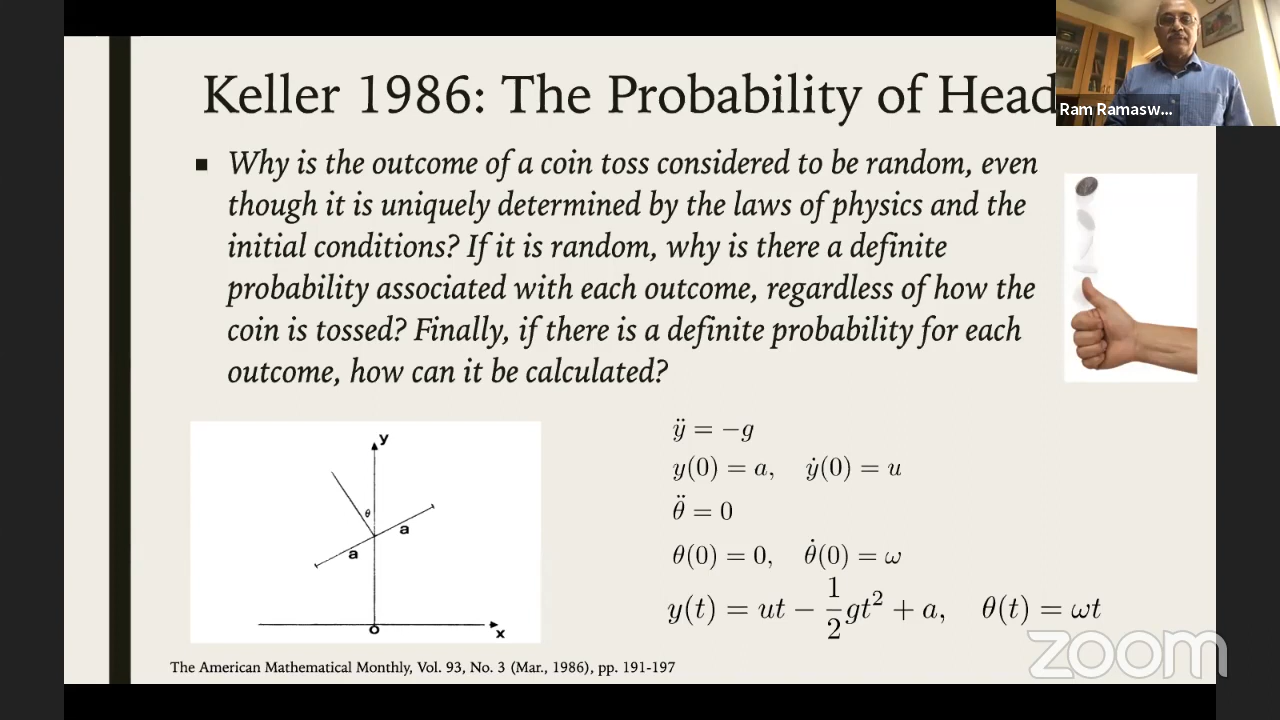 Keller 1986: The Probability of Head
Ram Ramasw...
▪ Why is the outcome of a coin toss considered to be random, even
though it is uniquely determined by the laws of physics and the
initial conditions? If it is random, why is there a definite
probability associated with each outcome, regardless of how the
coin is tossed? Finally, if there is a definite probability for each
outcome, how can it be calculated?
y
θ
a
a
O
x
ÿ = −g
y(0) = a, ẏ(0) = u
θ̈ = 0
θ(0) = 0, θ̇(0) = ω
y(t) = ut − 1/2 gt² + a, θ(t) = ωt
The American Mathematical Monthly, Vol. 93, No. 3 (Mar., 1986), pp. 191-197
zoom